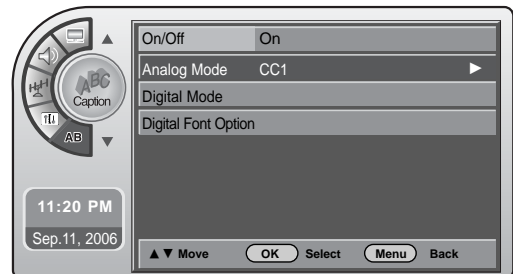 On/Off On
Analog Mode CC1
Digital Mode
Digital Font Option
ABC
Caption
AB
11:20 PM
Sep.11, 2006
▲▼ Move OK Select Menu Back